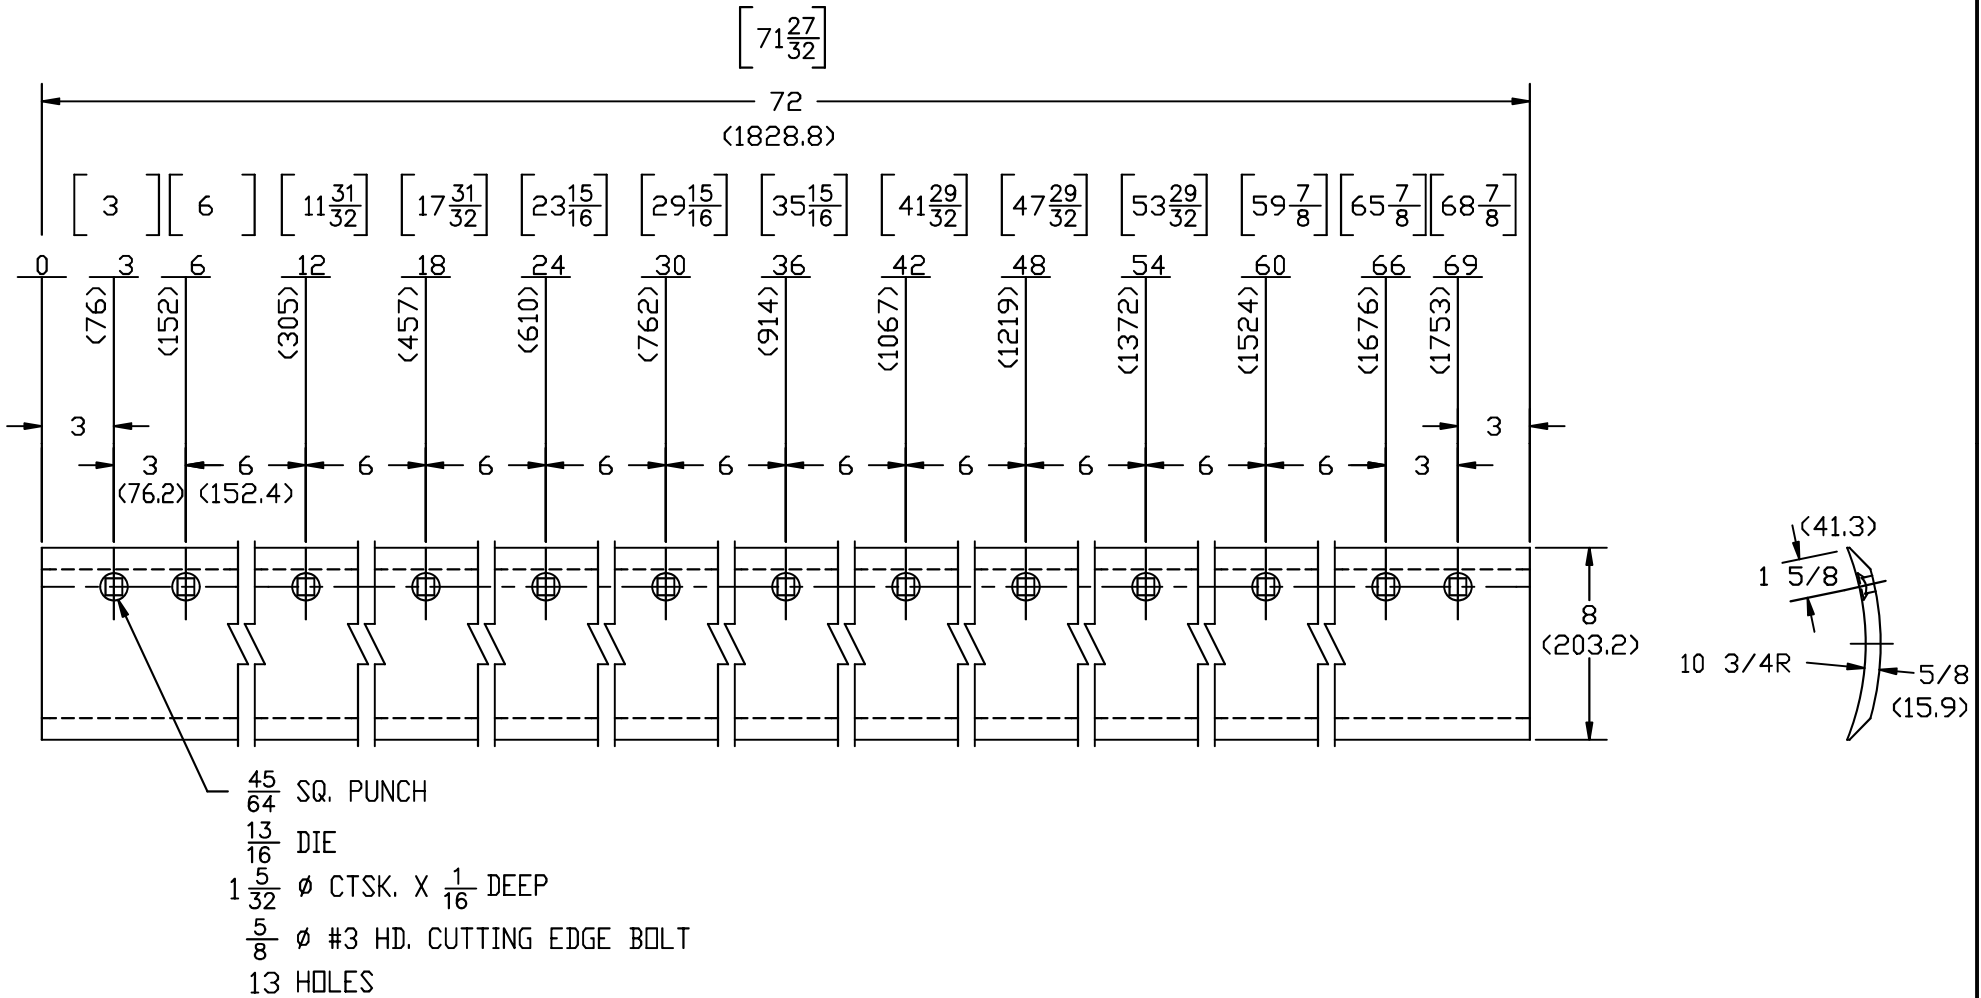 [71 27/32]
72
(1828.8)
[3] [6] [11 31/32] [17 31/32] [23 15/16] [29 15/16] [35 15/16] [41 29/32] [47 29/32] [53 29/32] [59 7/8] [65 7/8] [68 7/8]
0 3 6 12 18 24 30 36 42 48 54 60 66 69
(76) (152) (305) (457) (610) (762) (914) (1067) (1219) (1372) (1524) (1676) (1753)
3 3
3 6 6 6 6 6 6 6 6 6 6 3
(76.2) (152.4)
8
(203.2)
(41.3)
1 5/8
10 3/4R
5/8
(15.9)
45/64 SQ. PUNCH
13/16 DIE
1 5/32 Ø CTSK. X 1/16 DEEP
5/8 Ø #3 HD. CUTTING EDGE BOLT
13 HOLES